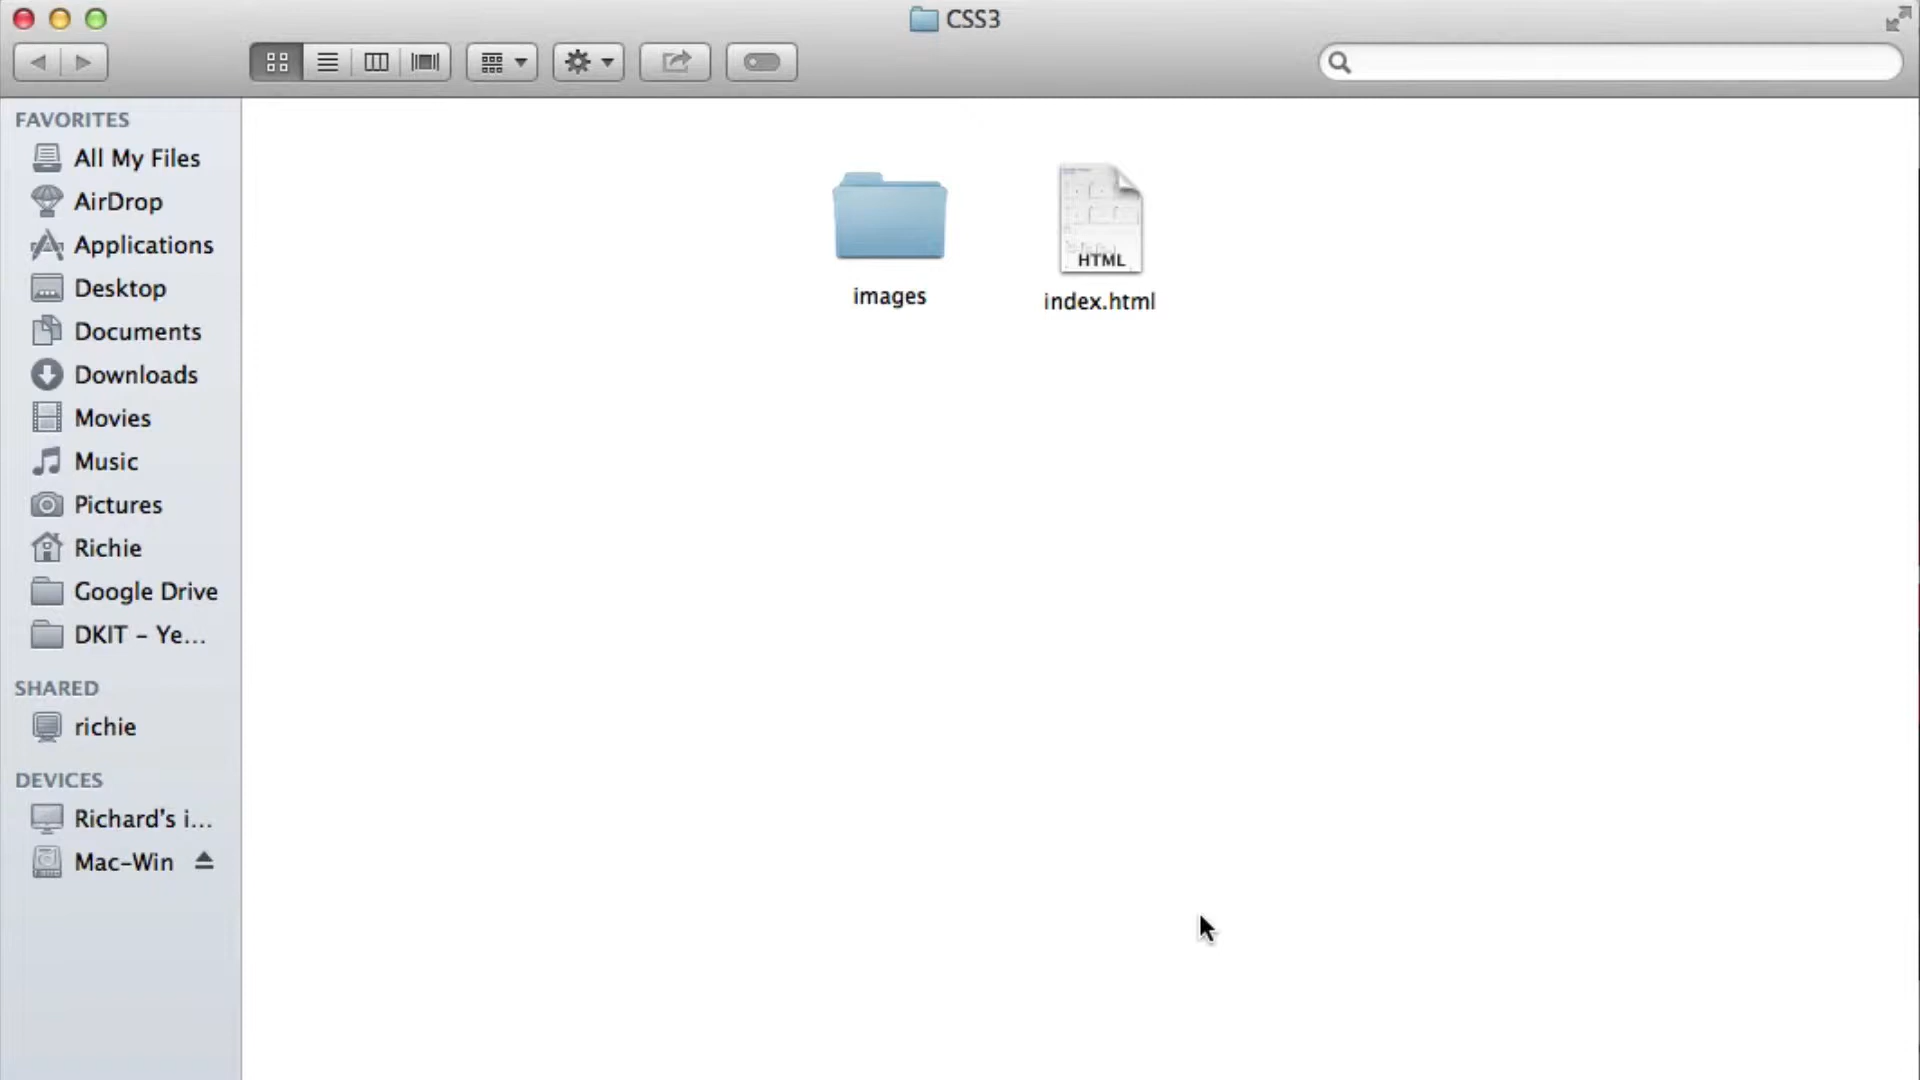 CSS3
FAVORITES
All My Files
AirDrop
Applications
Desktop
Documents
Downloads
Movies
Music
Pictures
Richie
Google Drive
DKIT – Ye...
SHARED
richie
DEVICES
Richard’s i...
Mac-Win
images
HTML
index.html